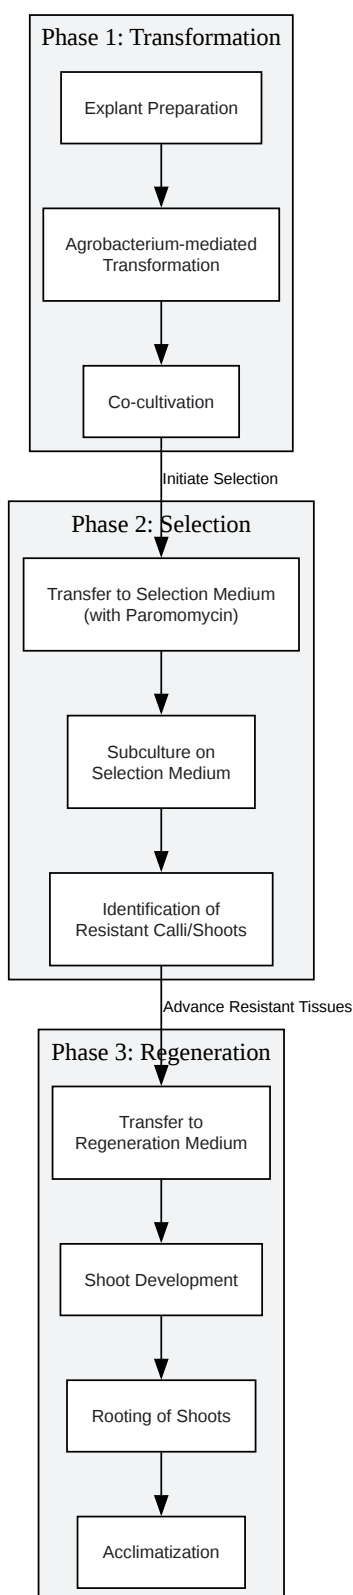 Phase 1: Transformation
Explant Preparation
Agrobacterium-mediated
Transformation
Co-cultivation
Initiate Selection
Phase 2: Selection
Transfer to Selection Medium
(with Paromomycin)
Subculture on
Selection Medium
Identification of
Resistant Calli/Shoots
Advance Resistant Tissues
Phase 3: Regeneration
Transfer to
Regeneration Medium
Shoot Development
Rooting of Shoots
Acclimatization